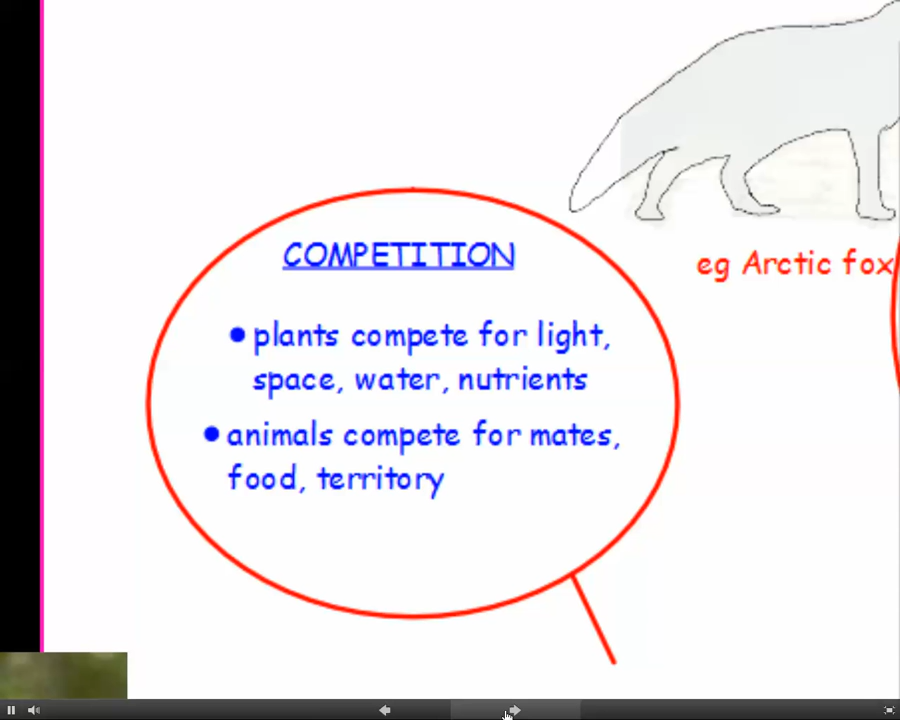 COMPETITION
• plants compete for light,
space, water, nutrients
• animals compete for mates,
food, territory
eg Arctic fox